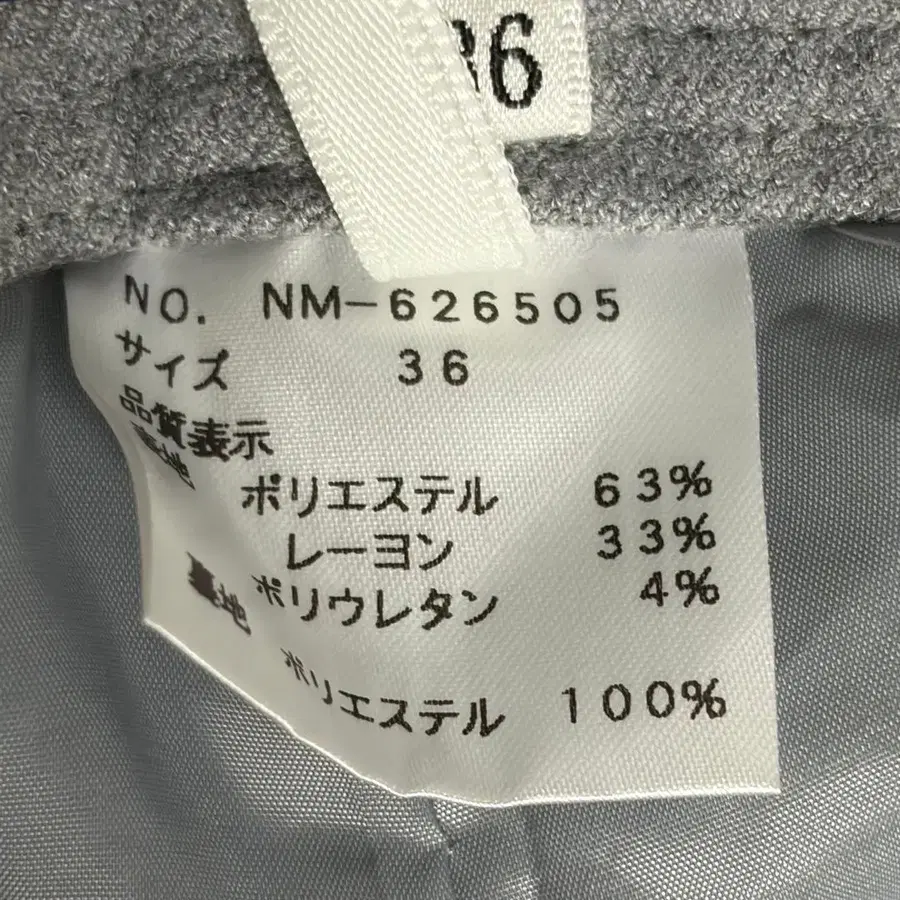 36
NO. NM-626505
サイズ 36
品質表示
表地
ポリエステル 63%
レーヨン 33%
ポリウレタン 4%
裏地
ポリエステル 100%